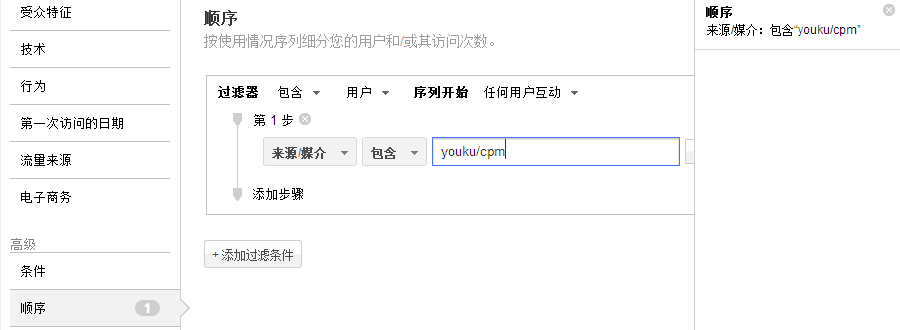 受众特征
技术
行为
第一次访问的日期
流量来源
电子商务
高级
条件
顺序 1
顺序
按使用情况序列细分您的用户和/或其访问次数。
过滤器 包含 用户 序列开始 任何用户互动
第 1 步
来源/媒介 包含 youku/cpm
添加步骤
+ 添加过滤条件
顺序
来源/媒介：包含“youku/cpm”